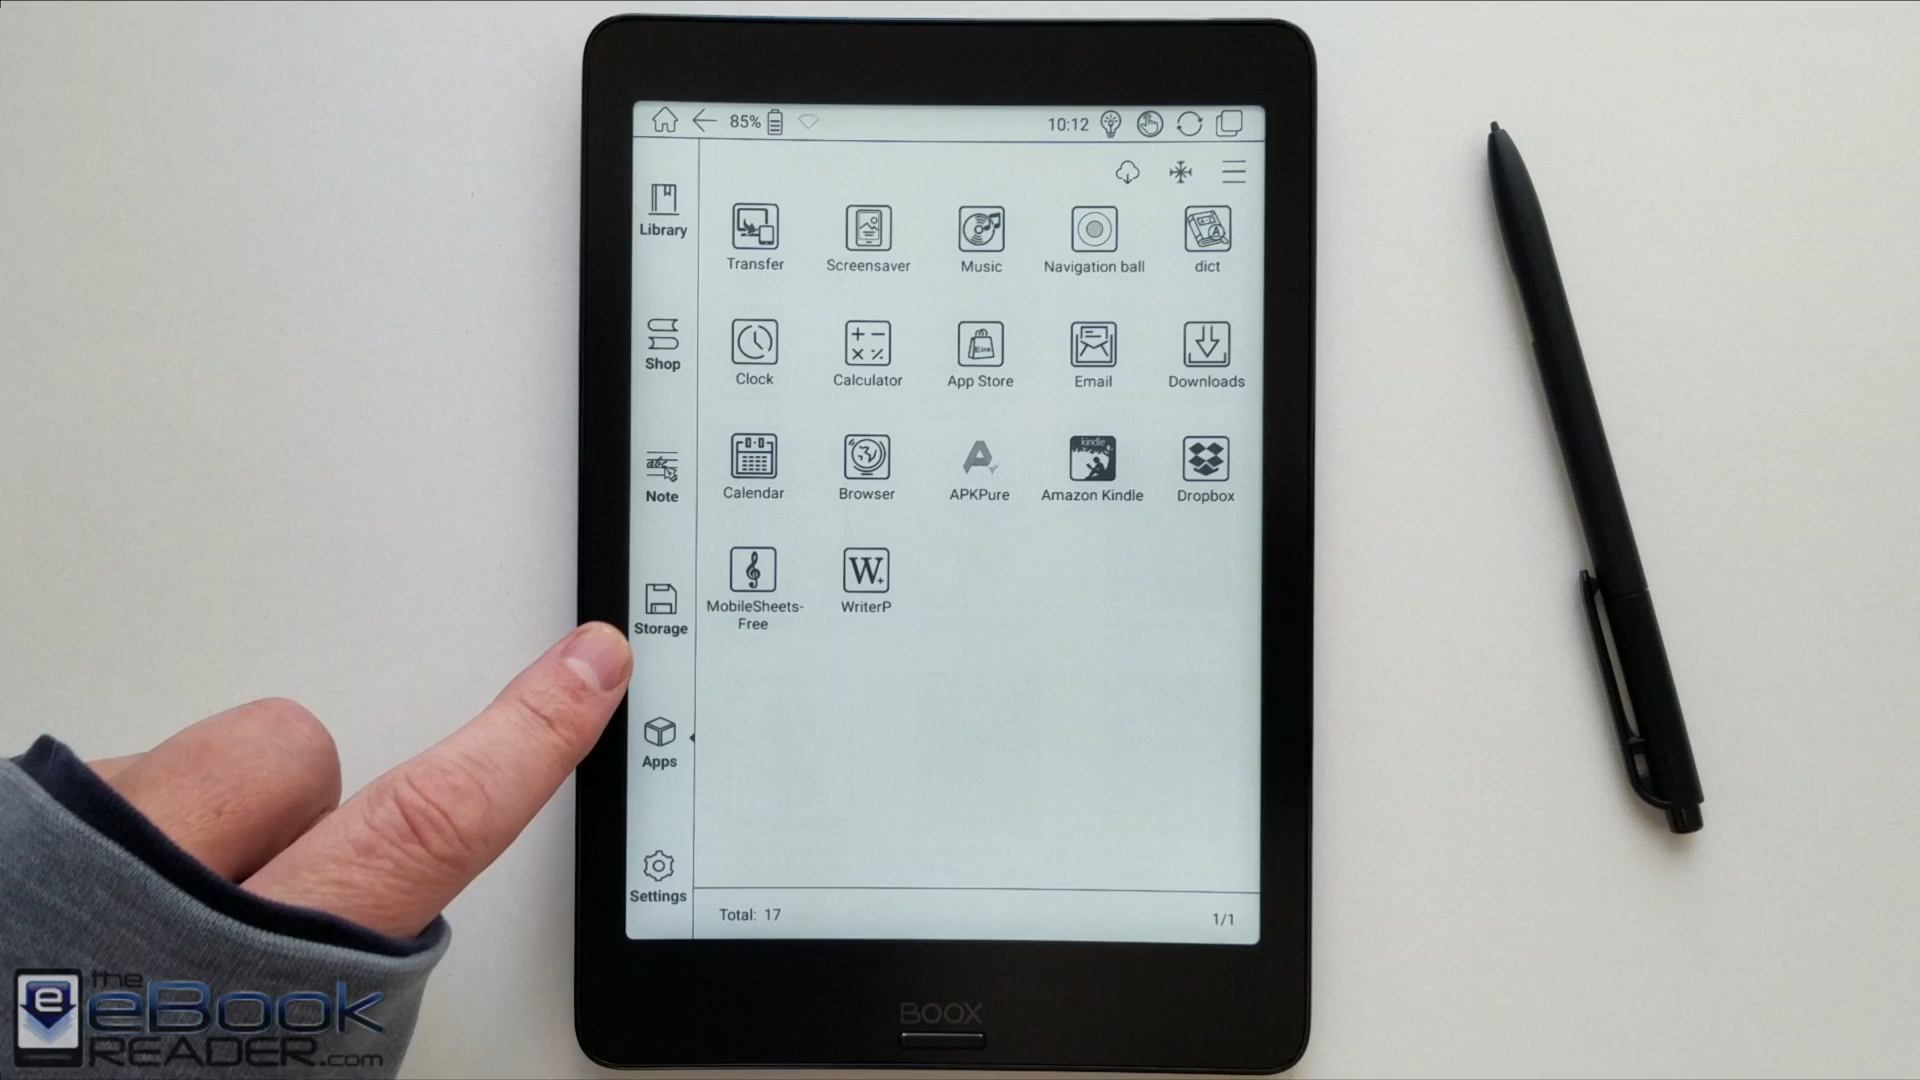 85%
10:12
Library
Shop
Note
Storage
Apps
Settings
Transfer
Screensaver
Music
Navigation ball
dict
Clock
Calculator
Eink
App Store
Email
Downloads
Calendar
Browser
APKPure
kindle
Amazon Kindle
Dropbox
MobileSheets-
Free
W+
WriterP
Total: 17
1/1
BOOX
e
the
eBook
READER.com